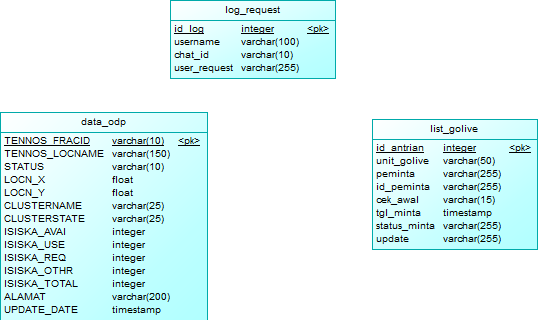 log_request
id_log integer <pk>
username varchar(100)
chat_id varchar(10)
user_request varchar(255)
data_odp
TENNOS_FRACID varchar(10) <pk>
TENNOS_LOCNAME varchar(150)
STATUS varchar(10)
LOCN_X float
LOCN_Y float
CLUSTERNAME varchar(25)
CLUSTERSTATE varchar(25)
ISISKA_AVAI integer
ISISKA_USE integer
ISISKA_REQ integer
ISISKA_OTHR integer
ISISKA_TOTAL integer
ALAMAT varchar(200)
UPDATE_DATE timestamp
list_golive
id_antrian integer <pk>
unit_golive varchar(50)
peminta varchar(255)
id_peminta varchar(255)
cek_awal varchar(15)
tgl_minta timestamp
status_minta varchar(255)
update varchar(255)